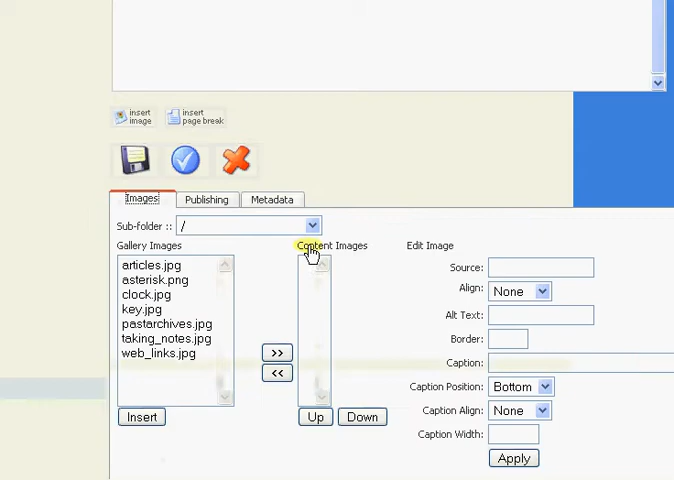 insert image
insert page break
Images Publishing Metadata
Sub-folder :: /
Gallery Images Content Images Edit Image
articles.jpg
asterisk.png
clock.jpg
key.jpg
pastarchives.jpg
taking_notes.jpg
web_links.jpg
>>
<<
Insert Up Down
Source:
Align: None
Alt Text:
Border:
Caption:
Caption Position: Bottom
Caption Align: None
Caption Width:
Apply